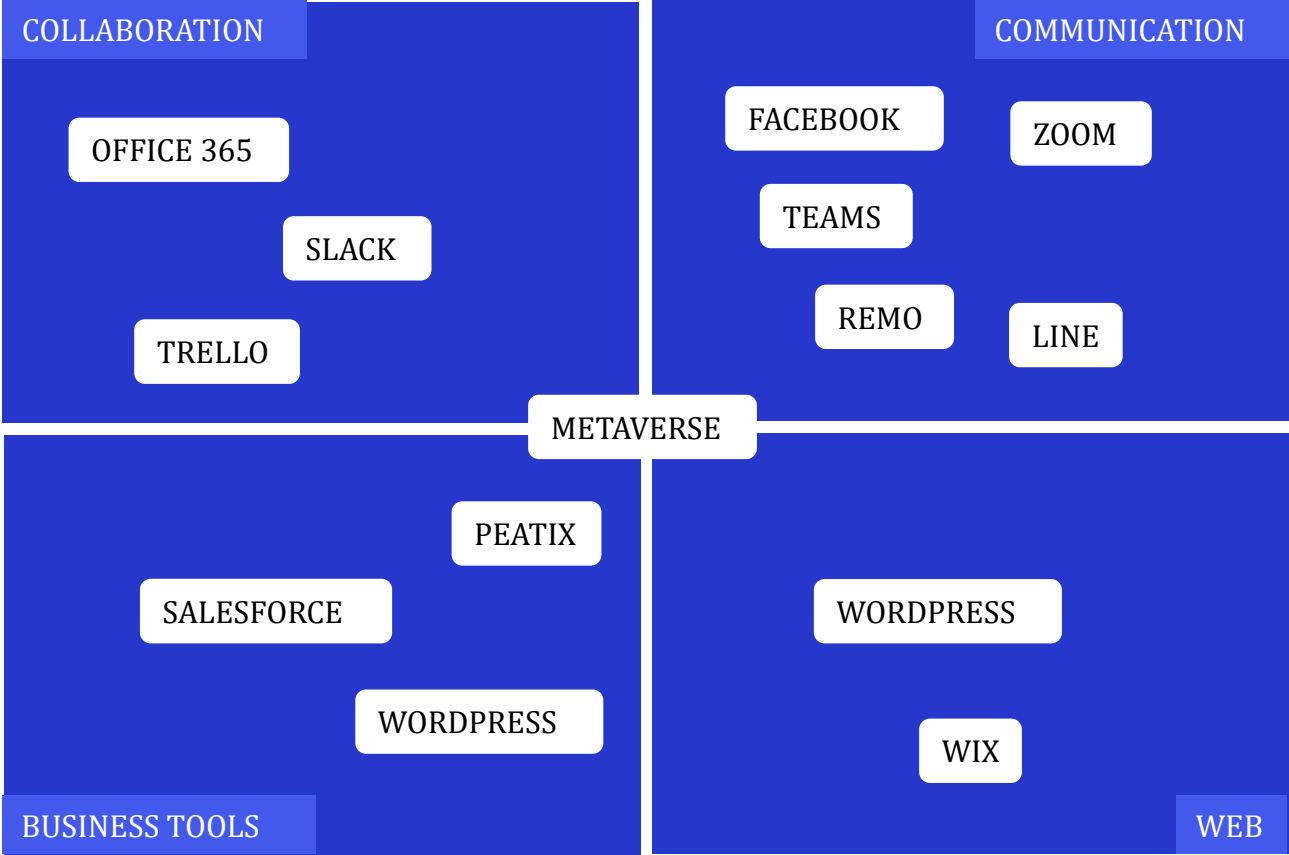 COLLABORATION
COMMUNICATION
OFFICE 365
SLACK
TRELLO
FACEBOOK
ZOOM
TEAMS
REMO
LINE
METAVERSE
PEATIX
SALESFORCE
WORDPRESS
BUSINESS TOOLS
WORDPRESS
WIX
WEB